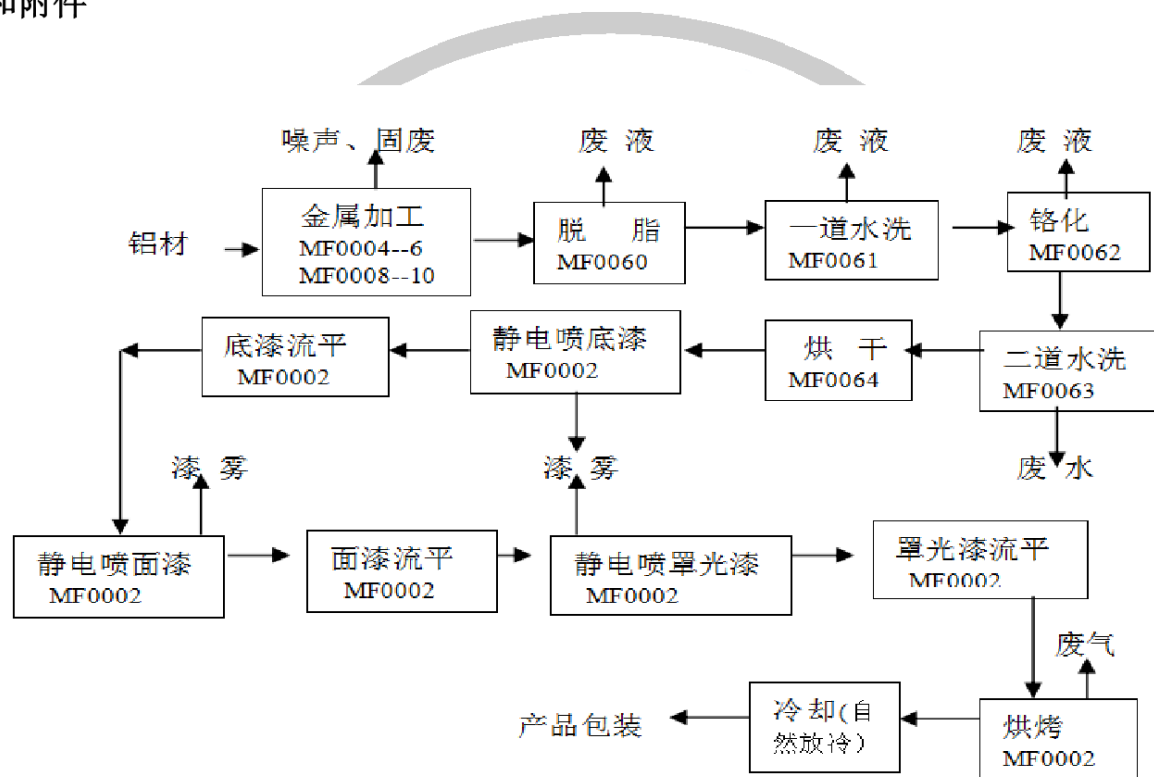 和附件
噪声、固废
废 液
废 液
废 液
铝材
金属加工
MF0004--6
MF0008--10
脱 脂
MF0060
一道水洗
MF0061
铬化
MF0062
底漆流平
MF0002
静电喷底漆
MF0002
烘 干
MF0064
二道水洗
MF0063
漆 雾
漆 雾
废 水
静电喷面漆
MF0002
面漆流平
MF0002
静电喷罩光漆
MF0002
罩光漆流平
MF0002
废气
产品包装
冷却(自
然放冷）
烘烤
MF0002